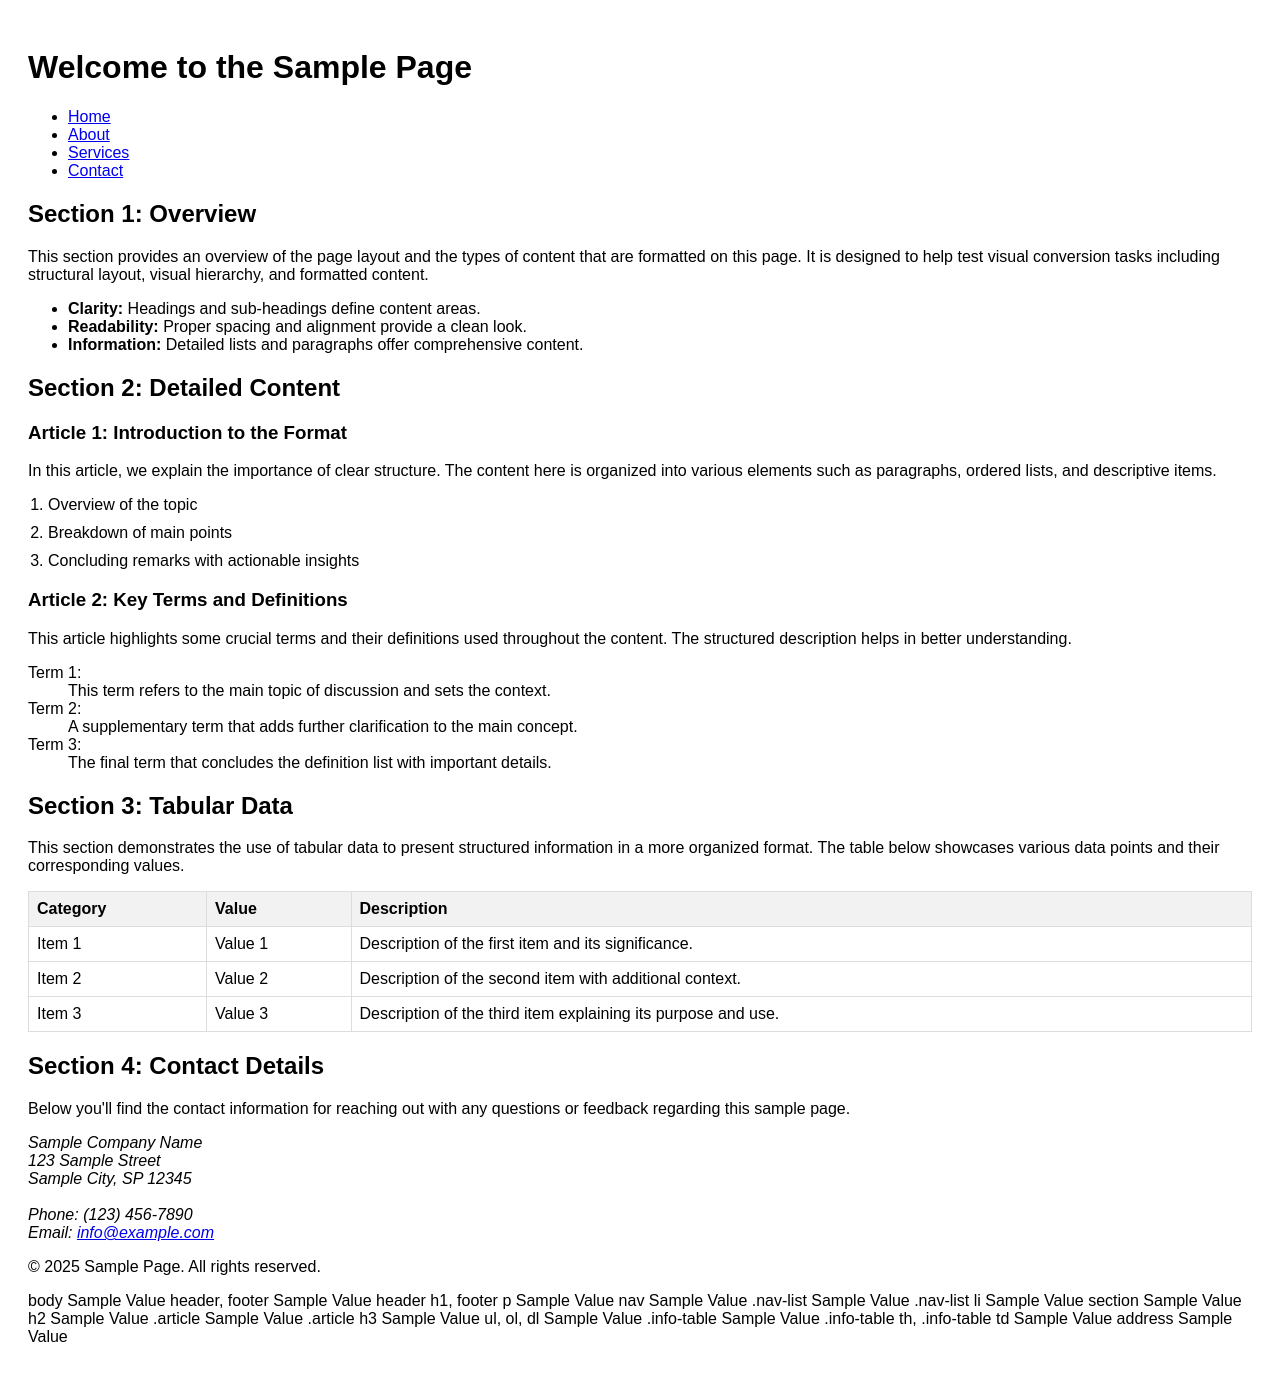 Welcome to the Sample Page
• Home
• About
• Services
• Contact
Section 1: Overview
This section provides an overview of the page layout and the types of content that are formatted on this page. It is designed to help test visual conversion tasks including
structural layout, visual hierarchy, and formatted content.
• Clarity: Headings and sub-headings define content areas.
• Readability: Proper spacing and alignment provide a clean look.
• Information: Detailed lists and paragraphs offer comprehensive content.
Section 2: Detailed Content
Article 1: Introduction to the Format
In this article, we explain the importance of clear structure. The content here is organized into various elements such as paragraphs, ordered lists, and descriptive items.
1. Overview of the topic
2. Breakdown of main points
3. Concluding remarks with actionable insights
Article 2: Key Terms and Definitions
This article highlights some crucial terms and their definitions used throughout the content. The structured description helps in better understanding.
Term 1:
This term refers to the main topic of discussion and sets the context.
Term 2:
A supplementary term that adds further clarification to the main concept.
Term 3:
The final term that concludes the definition list with important details.
Section 3: Tabular Data
This section demonstrates the use of tabular data to present structured information in a more organized format. The table below showcases various data points and their
corresponding values.
Category Value Description
Item 1 Value 1 Description of the first item and its significance.
Item 2 Value 2 Description of the second item with additional context.
Item 3 Value 3 Description of the third item explaining its purpose and use.
Section 4: Contact Details
Below you'll find the contact information for reaching out with any questions or feedback regarding this sample page.
Sample Company Name
123 Sample Street
Sample City, SP 12345
Phone: (123) 456-7890
Email: info@example.com
© 2025 Sample Page. All rights reserved.
body Sample Value header, footer Sample Value header h1, footer p Sample Value nav Sample Value .nav-list Sample Value .nav-list li Sample Value section Sample Value
h2 Sample Value .article Sample Value .article h3 Sample Value ul, ol, dl Sample Value .info-table Sample Value .info-table th, .info-table td Sample Value address Sample
Value